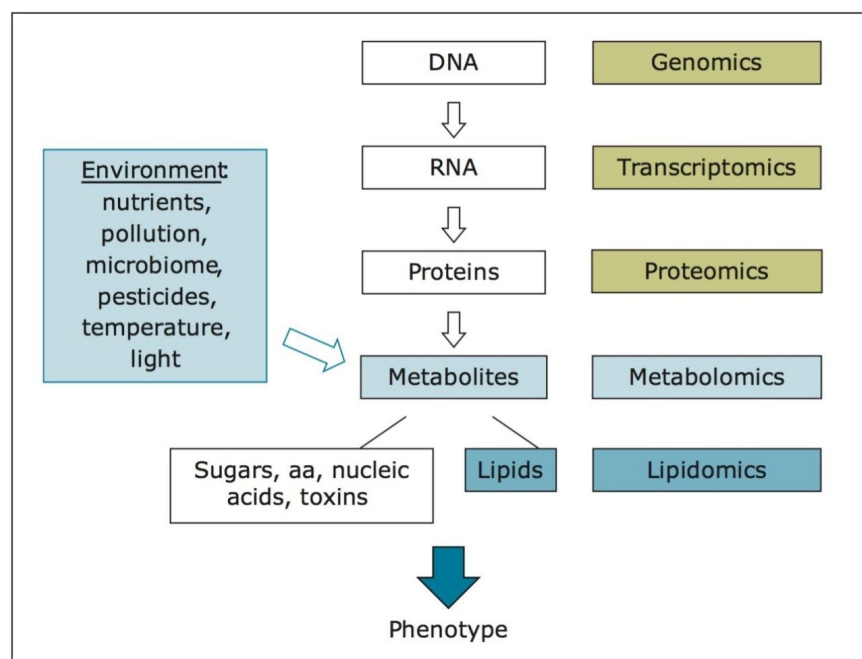 DNA
Genomics
RNA
Transcriptomics
Environment:
nutrients,
pollution,
microbiome,
pesticides,
temperature,
light
Proteins
Proteomics
Metabolites
Metabolomics
Sugars, aa, nucleic
acids, toxins
Lipids
Lipidomics
Phenotype